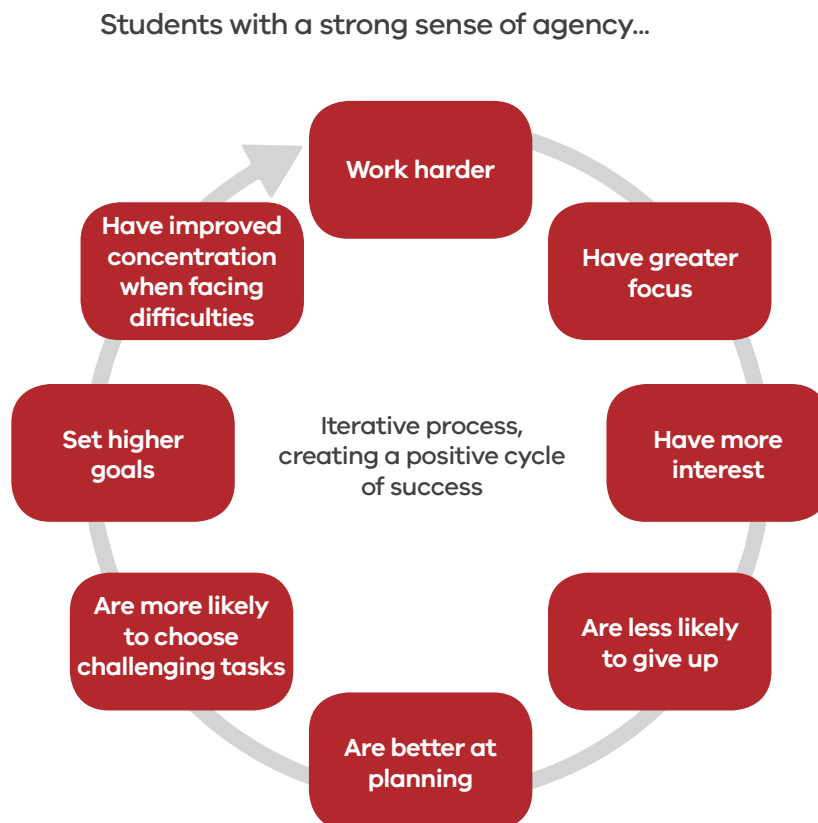 Students with a strong sense of agency...
Work harder
Have greater
focus
Have more
interest
Are less likely
to give up
Are better at
planning
Are more likely
to choose
challenging tasks
Set higher
goals
Have improved
concentration
when facing
difficulties
Iterative process,
creating a positive cycle
of success